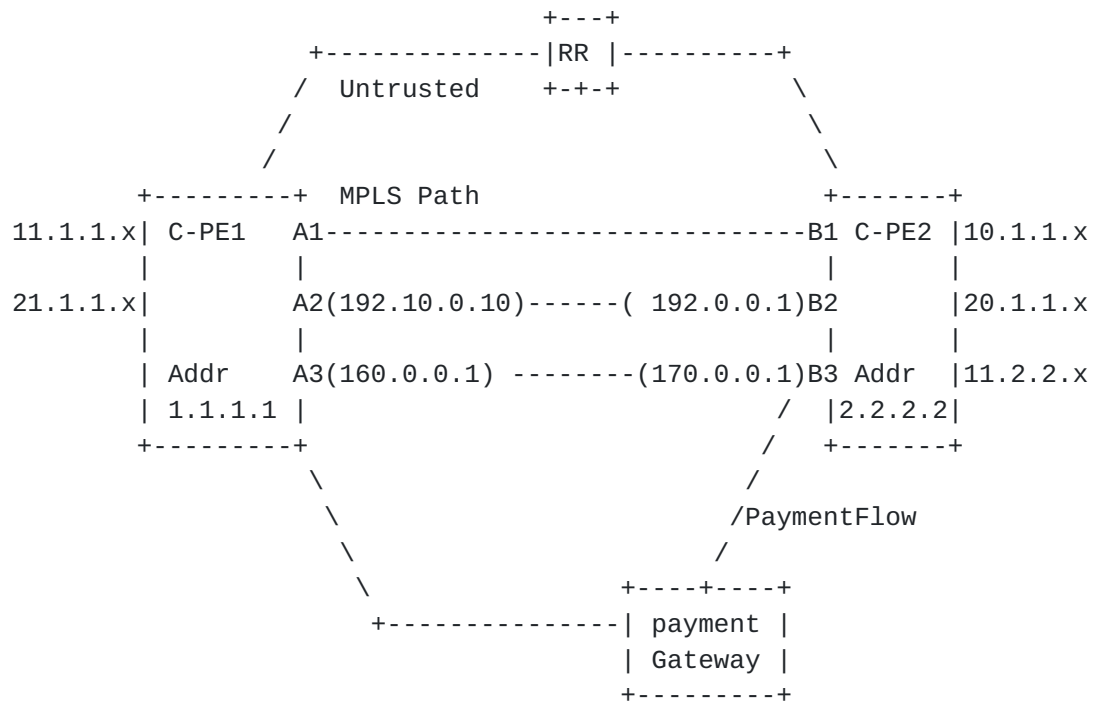 +---+
+--------------|RR |----------+
/  Untrusted    +-+-+           \
/                                  \
/                                    \
+---------+  MPLS Path                      +-------+
11.1.1.x| C-PE1   A1--------------------------------B1 C-PE2 |10.1.1.x
|         |                                 |       |
21.1.1.x|         A2(192.10.0.10)------( 192.0.0.1)B2        |20.1.1.x
|         |                                 |       |
| Addr    A3(160.0.0.1) --------(170.0.0.1)B3 Addr  |11.2.2.x
| 1.1.1.1 |                              /  |2.2.2.2|
+---------+                             /   +-------+
\                           /
\                         /PaymentFlow
\                       /
\                +----+----+
+---------------| payment |
| Gateway |
+---------+